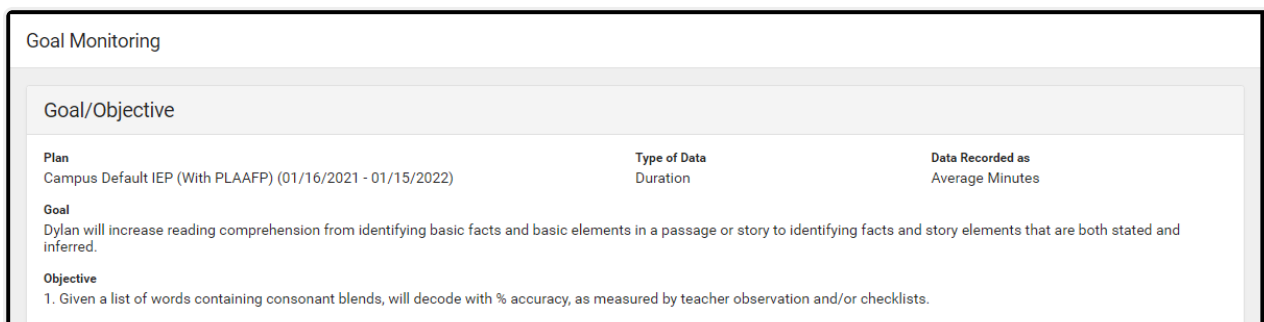 Goal Monitoring
Goal/Objective
Plan
Type of Data
Data Recorded as
Campus Default IEP (With PLAAFP) (01/16/2021 - 01/15/2022)
Duration
Average Minutes
Goal
Dylan will increase reading comprehension from identifying basic facts and basic elements in a passage or story to identifying facts and story elements that are both stated and
inferred.
Objective
1. Given a list of words containing consonant blends, will decode with % accuracy, as measured by teacher observation and/or checklists.